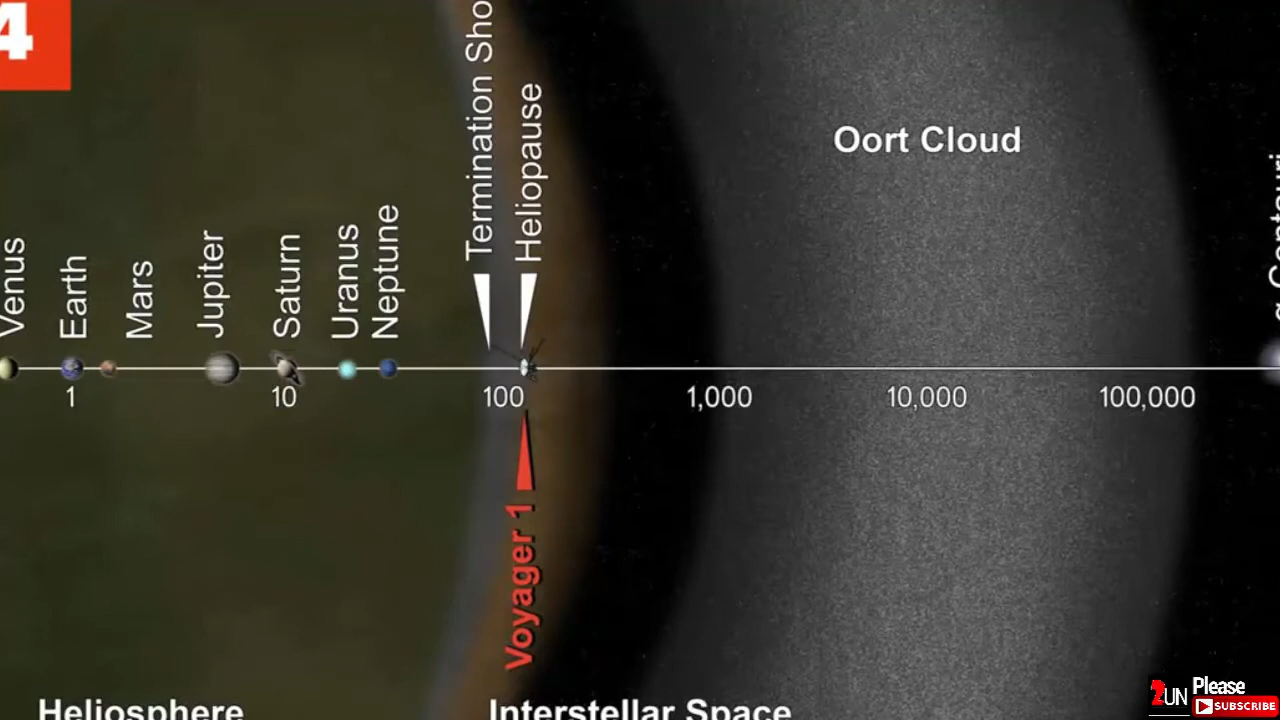 4
Termination Sho
Heliopause
Oort Cloud
Venus
Earth
Mars
Jupiter
Saturn
Uranus
Neptune
1
10
100
1,000
10,000
100,000
Voyager 1
Heliosphere
Interstellar Space
2UN
Please
SUBSCRIBE